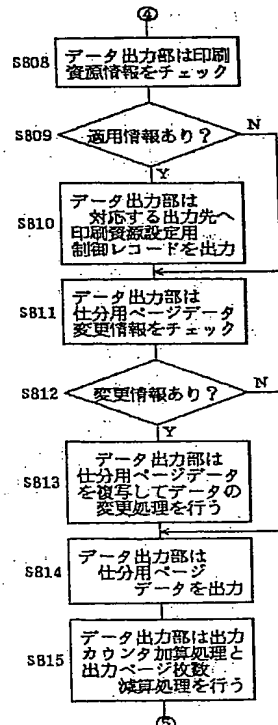 ④
S808
データ出力部は印刷
資源情報をチェック
S809
適用情報あり？
N
Y
S810
データ出力部は
対応する出力先へ
印刷資源設定用
制御レコードを出力
S811
データ出力部は
仕分用ページデータ
変更情報をチェック
S812
変更情報あり？
N
Y
S813
データ出力部は
仕分用ページデータ
を複写してデータの
変更処理を行う
S814
データ出力部は
仕分用ページ
データを出力
S815
データ出力部は出力
カウンタ加算処理と
出力ページ枚数
減算処理を行う
⑤